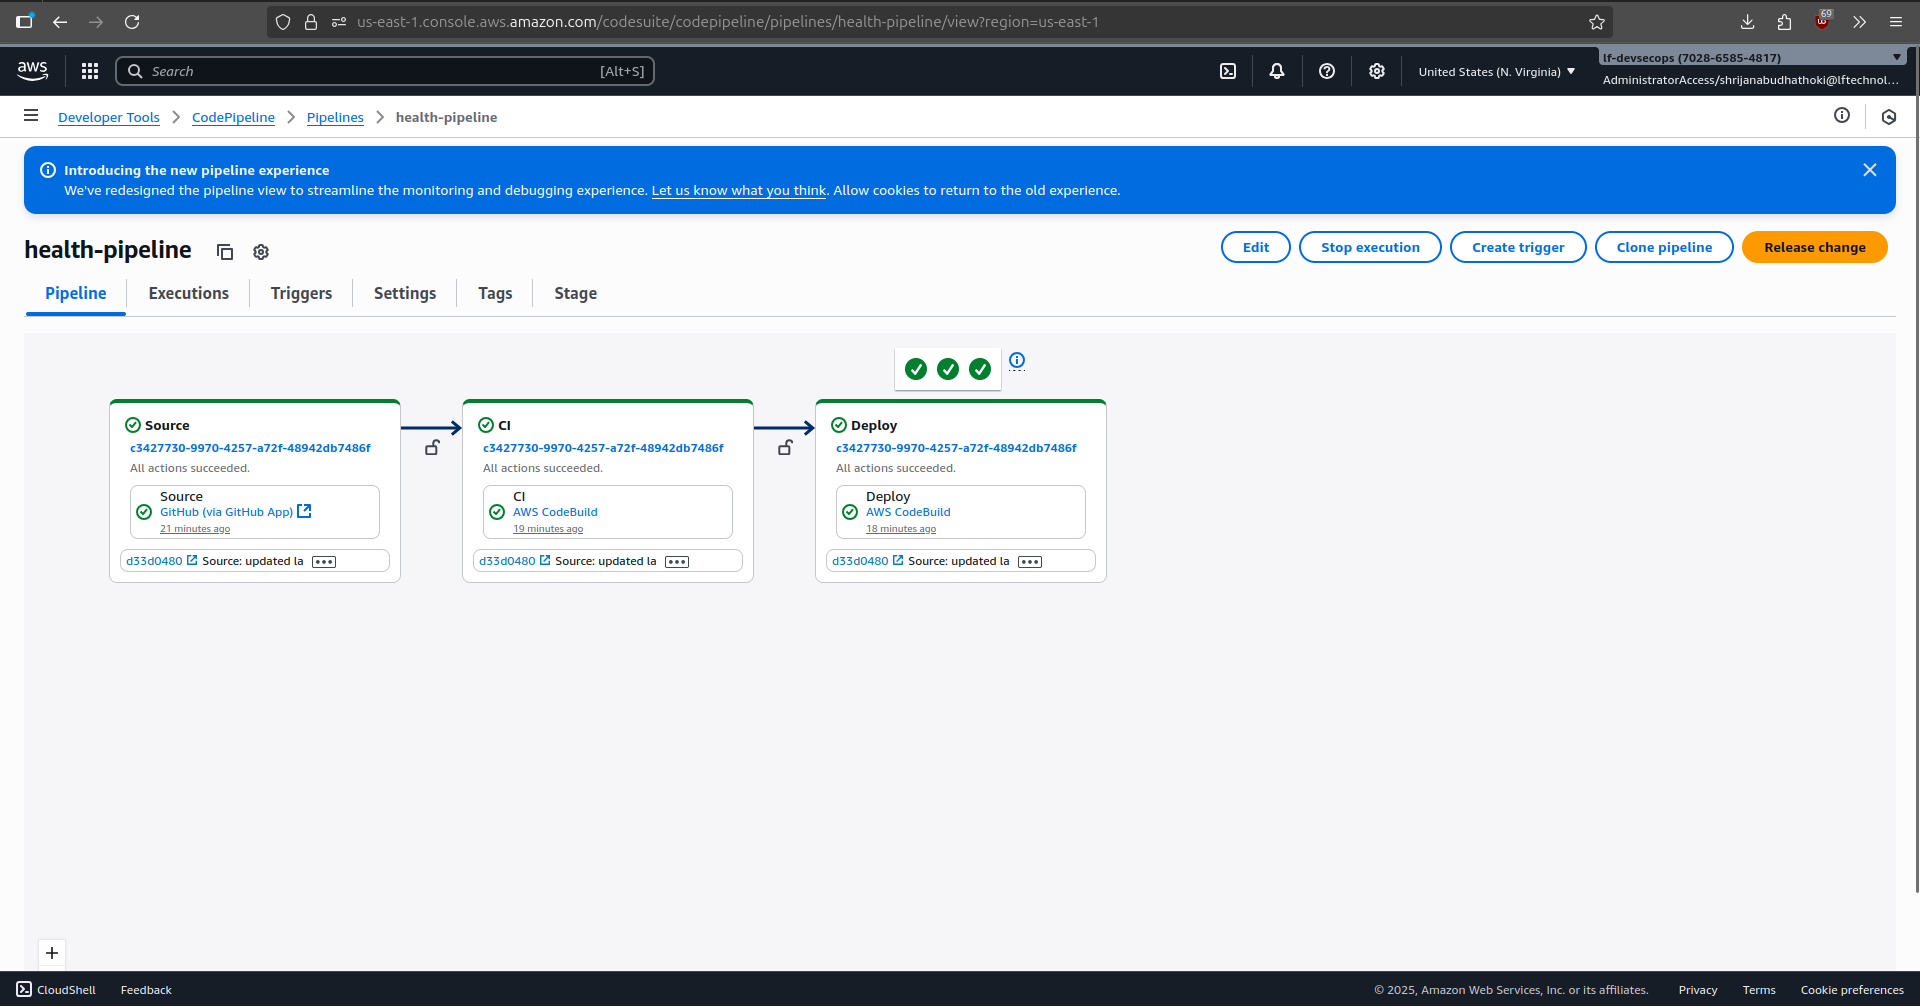 us-east-1.console.aws.amazon.com/codesuite/codepipeline/pipelines/health-pipeline/view?region=us-east-1
69
aws
Search
[Alt+S]
United States (N. Virginia)
lf-devsecops (7028-6585-4817)
AdministratorAccess/shrijanabudhathoki@lftechnol...
Developer Tools > CodePipeline > Pipelines > health-pipeline
Introducing the new pipeline experience
We've redesigned the pipeline view to streamline the monitoring and debugging experience. Let us know what you think. Allow cookies to return to the old experience.
health-pipeline
Edit
Stop execution
Create trigger
Clone pipeline
Release change
Pipeline
Executions
Triggers
Settings
Tags
Stage
Source
c3427730-9970-4257-a72f-48942db7486f
All actions succeeded.
Source
GitHub (via GitHub App)
21 minutes ago
d33d0480 Source: updated la
CI
c3427730-9970-4257-a72f-48942db7486f
All actions succeeded.
CI
AWS CodeBuild
19 minutes ago
d33d0480 Source: updated la
Deploy
c3427730-9970-4257-a72f-48942db7486f
All actions succeeded.
Deploy
AWS CodeBuild
18 minutes ago
d33d0480 Source: updated la
CloudShell
Feedback
© 2025, Amazon Web Services, Inc. or its affiliates.
Privacy
Terms
Cookie preferences